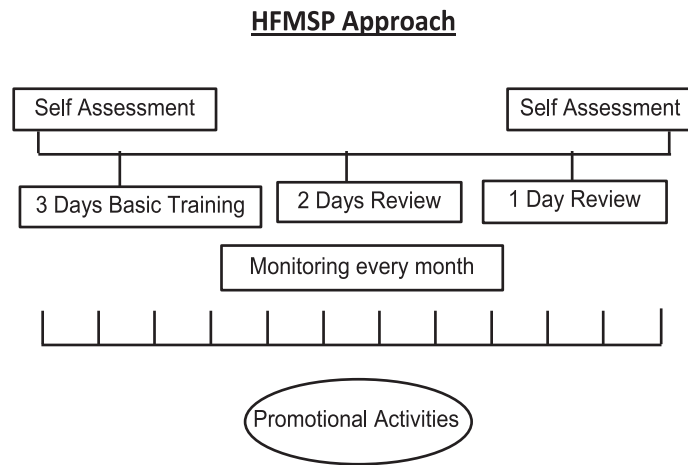 HFMSP Approach
Self Assessment
Self Assessment
3 Days Basic Training
2 Days Review
1 Day Review
Monitoring every month
Promotional Activities